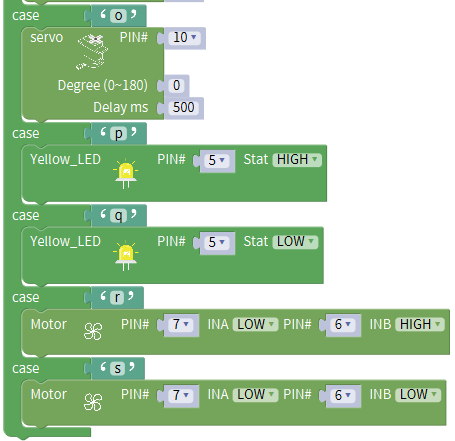 case ‘ o ’
servo PIN# 10
Degree (0~180) 0
Delay ms 500
case ‘ p ’
Yellow_LED PIN# 5 Stat HIGH
case ‘ q ’
Yellow_LED PIN# 5 Stat LOW
case ‘ r ’
Motor PIN# 7 INA LOW PIN# 6 INB HIGH
case ‘ s ’
Motor PIN# 7 INA LOW PIN# 6 INB LOW